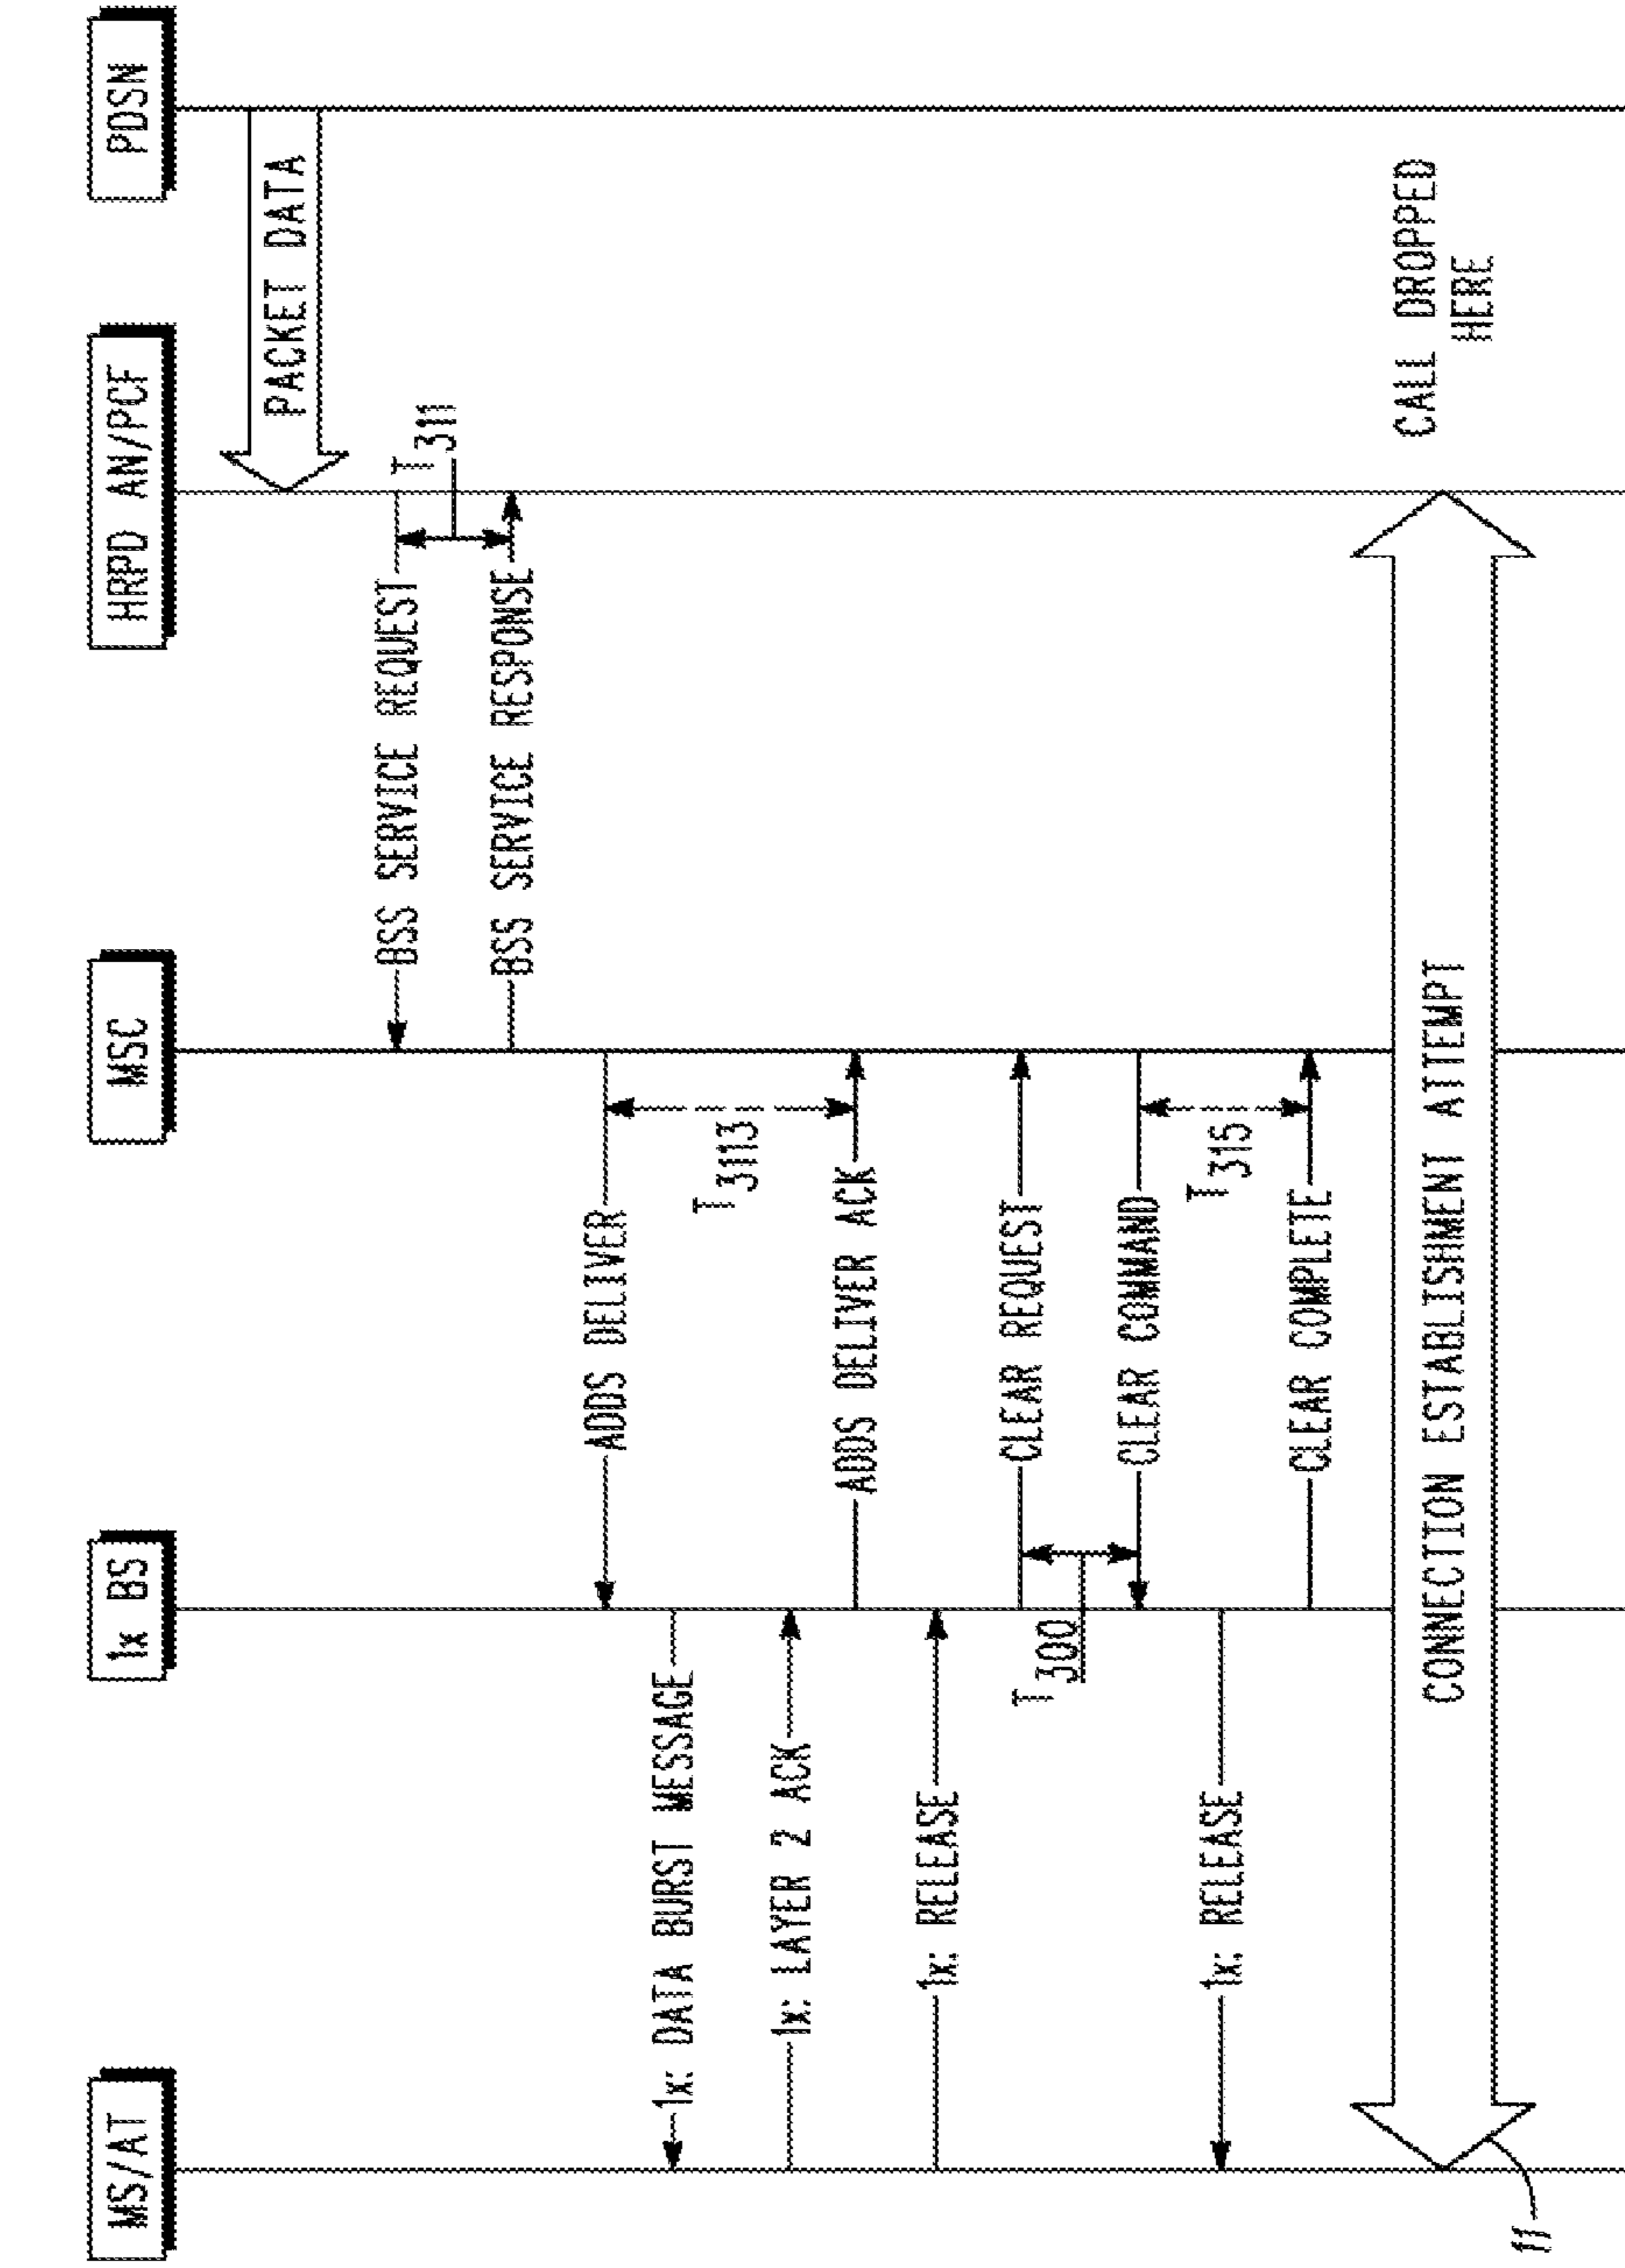 MS/AT
1x BS
MSC
HRPD AN/PCF
PDSN
PACKET DATA
BSS SERVICE REQUEST
T311
BSS SERVICE RESPONSE
ADDS DELIVER
1x: DATA BURST MESSAGE
T3113
1x: LAYER 2 ACK
ADDS DELIVER ACK
1x: RELEASE
CLEAR REQUEST
T300
CLEAR COMMAND
T315
1x: RELEASE
CLEAR COMPLETE
CONNECTION ESTABLISHMENT ATTEMPT
CALL DROPPED
HERE
11